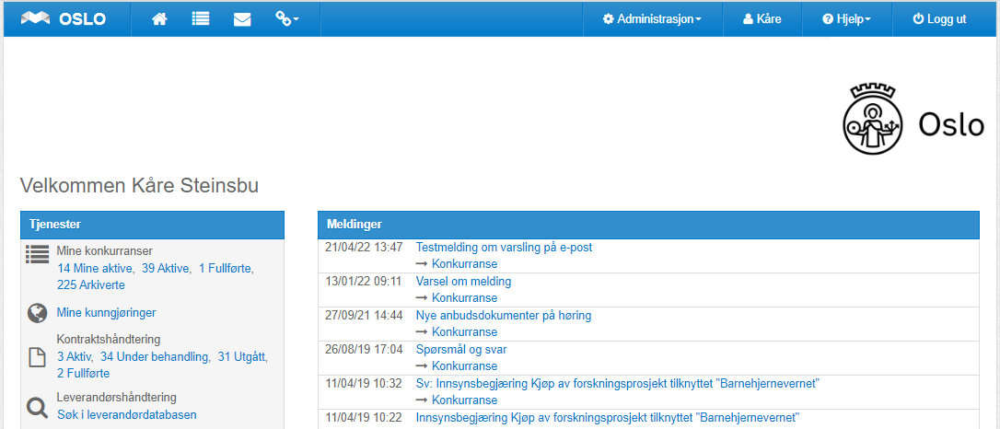 OSLO Administrasjon Kåre Hjelp Logg ut
Oslo
Velkommen Kåre Steinsbu
Tjenester
Mine konkurranser
14 Mine aktive, 39 Aktive, 1 Fullførte,
225 Arkiverte
Mine kunngjøringer
Kontraktshåndtering
3 Aktiv, 34 Under behandling, 31 Utgått,
2 Fullførte
Leverandørshåndtering
Søk i leverandørdatabasen
Meldinger
21/04/22 13:47 Testmelding om varsling på e-post
→ Konkurranse
13/01/22 09:11 Varsel om melding
→ Konkurranse
27/09/21 14:44 Nye anbudsdokumenter på høring
→ Konkurranse
26/08/19 17:04 Spørsmål og svar
→ Konkurranse
11/04/19 10:32 Sv: Innsynsbegjæring Kjøp av forskningsprosjekt tilknyttet "Barnehjernevernet"
→ Konkurranse
11/04/19 10:22 Innsynsbegjæring Kjøp av forskningsprosjekt tilknyttet "Barnehjernevernet"